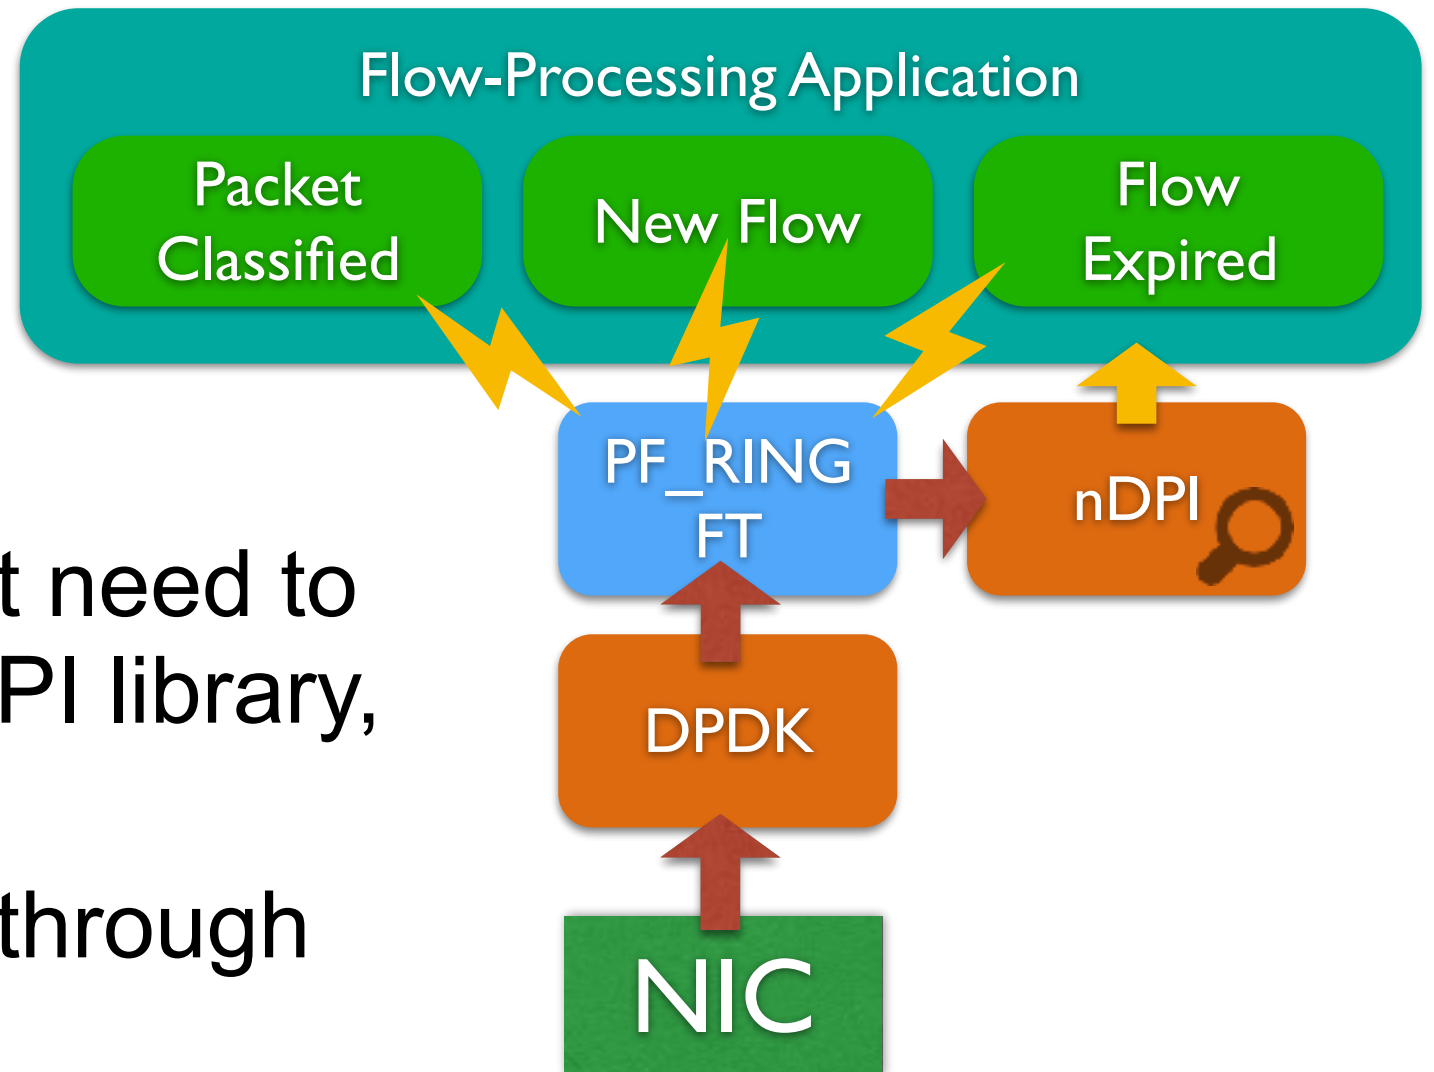 Flow-Processing Application
Packet
Classified
New Flow
Flow
Expired
PF_RING
FT
nDPI
t need to
PI library,
DPDK
through
NIC